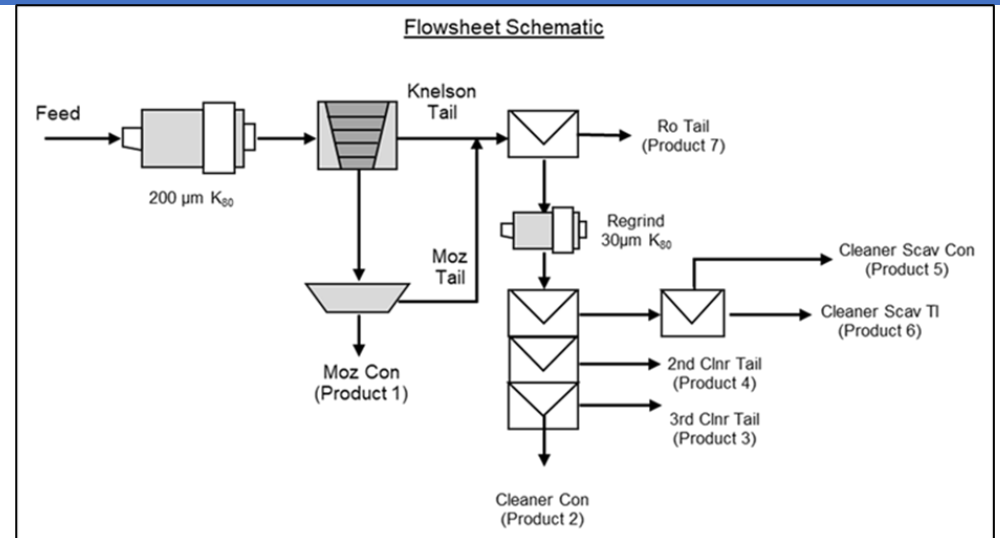 Flowsheet Schematic
Feed
200 µm K₈₀
Knelson
Tail
Moz
Tail
Moz Con
(Product 1)
Ro Tail
(Product 7)
Regrind
30µm K₈₀
Cleaner Scav Con
(Product 5)
Cleaner Scav Tl
(Product 6)
2nd Clnr Tail
(Product 4)
3rd Clnr Tail
(Product 3)
Cleaner Con
(Product 2)